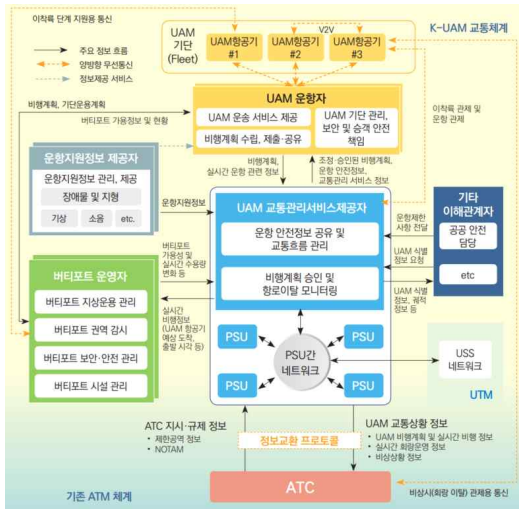 이착륙 단계 지원용 통신
주요 정보 흐름
양방향 무선통신
정보제공 서비스
UAM
기단
(Fleet)
UAM항공기
#1
V2V
UAM항공기
#2
UAM항공기
#3
K-UAM 교통체계
이착륙 관제 및
운항 관제
비행계획, 기단운용계획
버티포트 가용정보 및 현황
UAM 운항자
UAM 운송 서비스 제공
비행계획 수립, 제출·공유
UAM 기단 관리,
보안 및 승객 안전
책임
비행계획,
실시간 운항 관련 정보
조정·승인된 비행계획,
운항 안전정보,
교통관리 서비스 정보
운항지원정보 제공자
운항지원정보 관리, 제공
장애물 및 지형
기상
소음
etc.
운항지원정보
UAM 교통관리서비스제공자
운항 안전정보 공유 및
교통흐름 관리
비행계획 승인 및
항로이탈 모니터링
운항제한
사항 전달
UAM 식별
정보 요청
UAM 식별
정보, 궤적
정보 등
기타
이해관계자
공공 안전
담당
etc
버티포트 운영자
버티포트 지상운용 관리
버티포트 권역 감시
버티포트 보안·안전 관리
버티포트 시설 관리
버티포트
가용성 및
실시간 수용량
변화 등
실시간
비행정보
(UAM 항공기
예상 도착,
출발 시각 등)
PSU
PSU
PSU간
네트워크
PSU
PSU
USS
네트워크
UTM
ATC 지시·규제 정보
• 제한공역 정보
• NOTAM
정보교환 프로토콜
UAM 교통상황 정보
• UAM 비행계획 및 실시간 비행 정보
• 실시간 회랑운영 정보
• 비상상황 정보
ATC
기존 ATM 체계
비상시(회랑 이탈) 관제용 통신